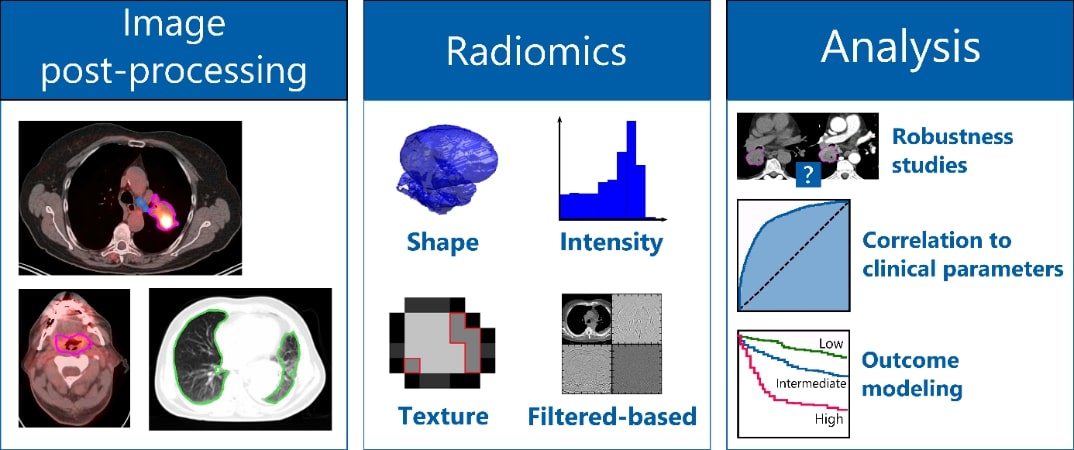 Image
post-processing
Radiomics
Shape
Intensity
Texture
Filtered-based
Analysis
?
Robustness
studies
Correlation to
clinical parameters
Low
Intermediate
High
Outcome
modeling